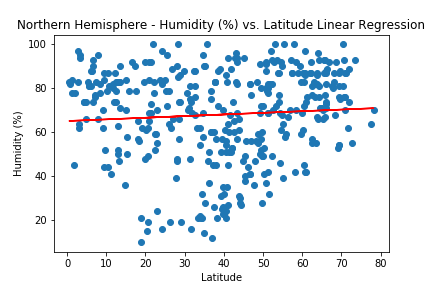 Northern Hemisphere - Humidity (%) vs. Latitude Linear Regression
100
80
60
40
20
Humidity (%)
0 10 20 30 40 50 60 70 80
Latitude